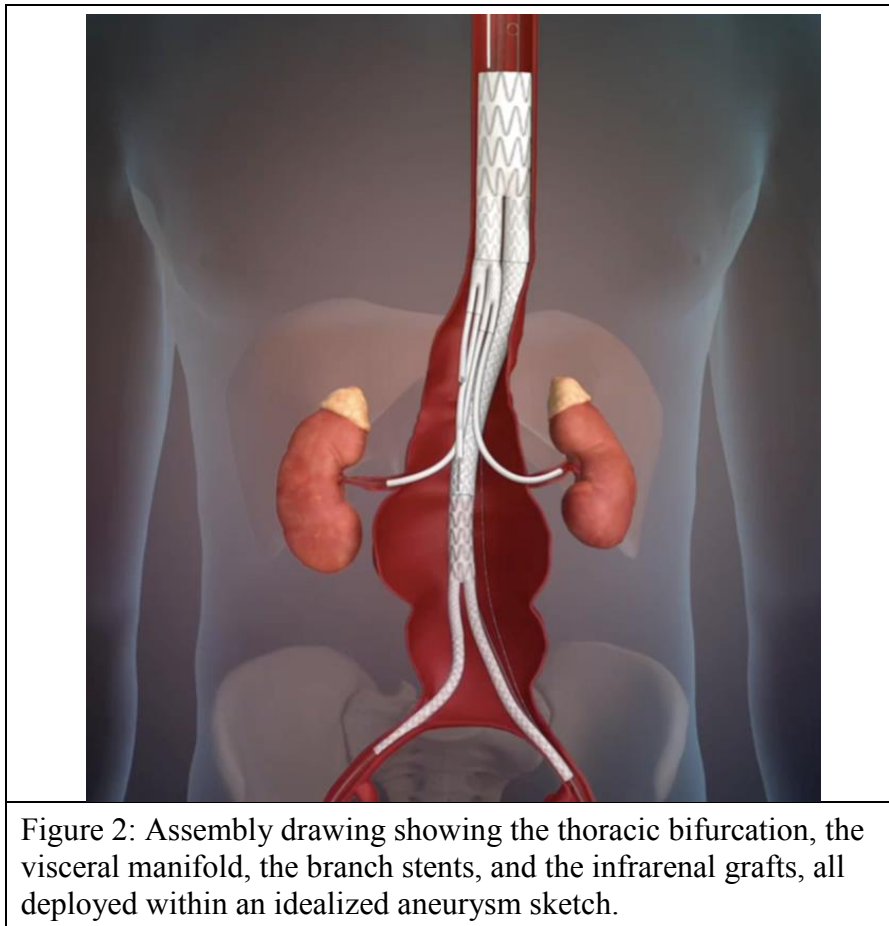 Figure 2: Assembly drawing showing the thoracic bifurcation, the
visceral manifold, the branch stents, and the infrarenal grafts, all
deployed within an idealized aneurysm sketch.